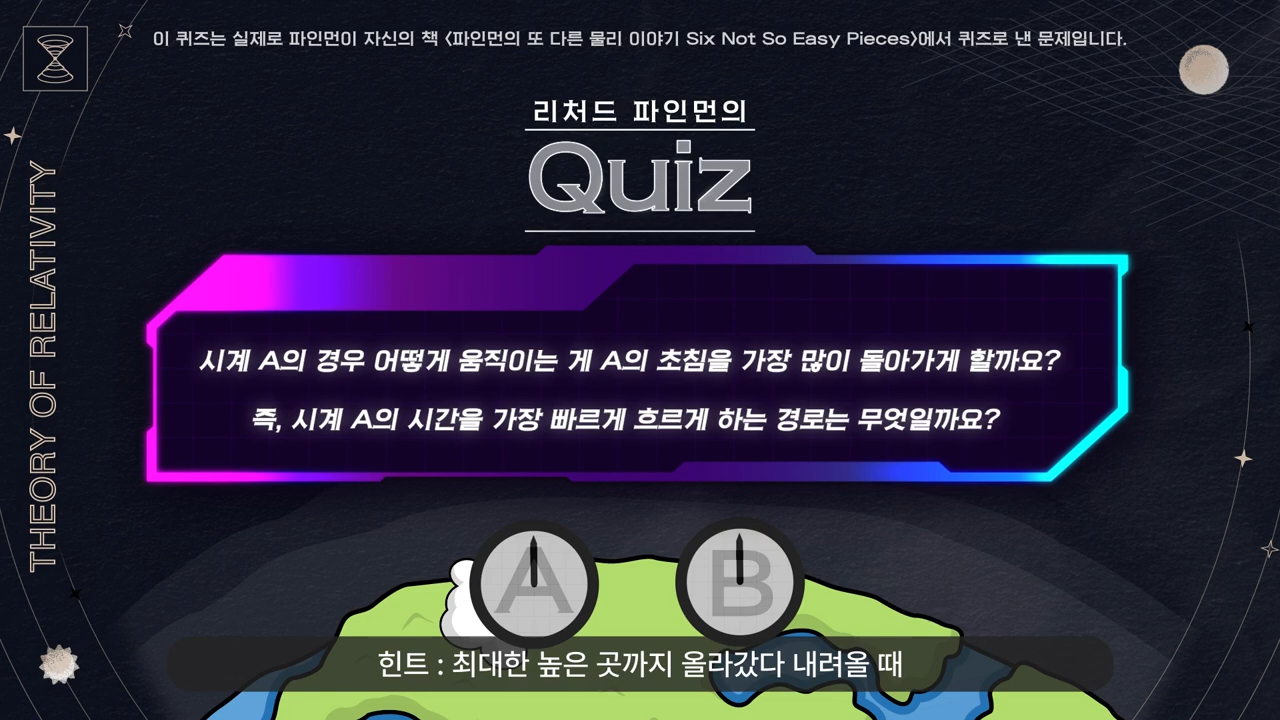 이 퀴즈는 실제로 파인먼이 자신의 책 <파인먼의 또 다른 물리 이야기 Six Not So Easy Pieces>에서 퀴즈로 낸 문제입니다.
리처드 파인먼의
Quiz
THEORY OF RELATIVITY
시계 A의 경우 어떻게 움직이는 게 A의 초침을 가장 많이 돌아가게 할까요?
즉, 시계 A의 시간을 가장 빠르게 흐르게 하는 경로는 무엇일까요?
A
B
힌트 : 최대한 높은 곳까지 올라갔다 내려올 때